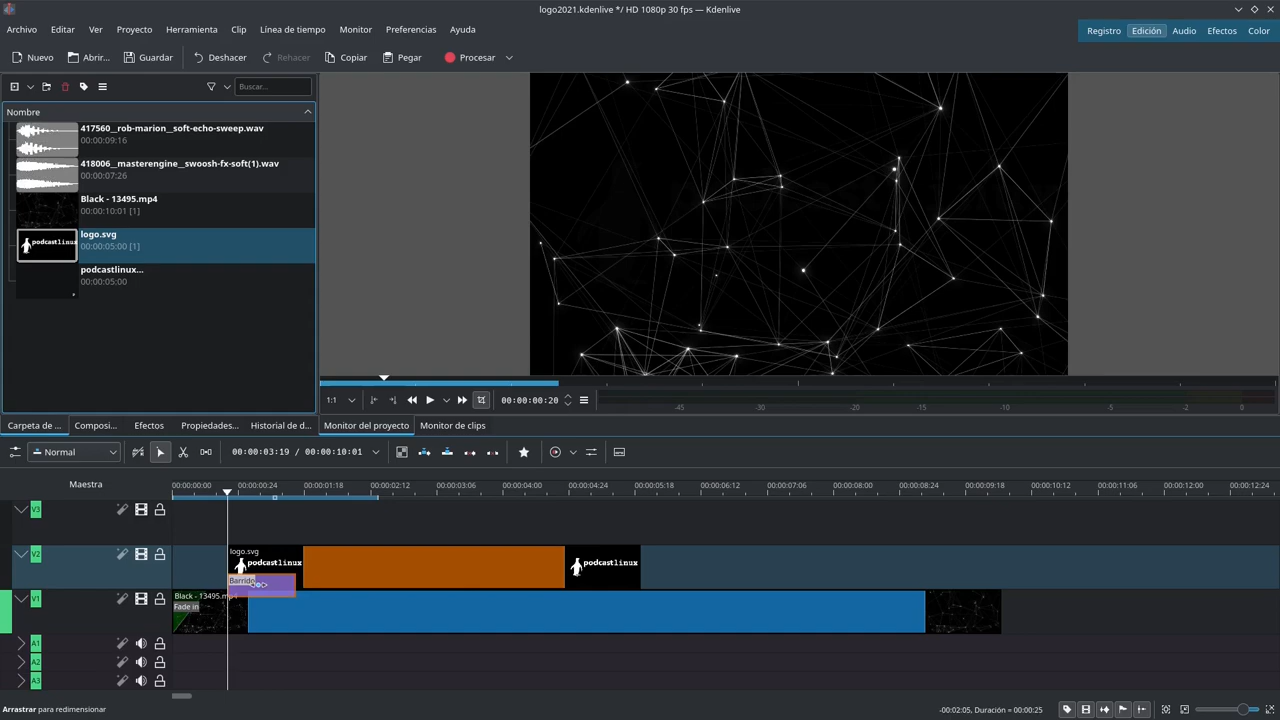 logo2021.kdenlive */ HD 1080p 30 fps — Kdenlive
Archivo Editar Ver Proyecto Herramienta Clip Línea de tiempo Monitor Preferencias Ayuda
Registro Edición Audio Efectos Color
Nuevo Abrir... Guardar Deshacer Rehacer Copiar Pegar Procesar
Buscar...
Nombre
417560__rob-marion__soft-echo-sweep.wav
00:00:09:16
418006__masterengine__swoosh-fx-soft(1).wav
00:00:07:26
Black - 13495.mp4
00:00:10:01 [1]
logo.svg
00:00:05:00 [1]
podcastlinux
podcastlinux...
00:00:05:00
1:1 00:00:00:20
-45 -30 -20 -15 -10 -5 -2 0
Carpeta de ... Composi... Efectos Propiedades... Historial de d... Monitor del proyecto Monitor de clips
Normal 00:00:03:19 / 00:00:10:01
Maestra
00:00:00:00 00:00:00:24 00:00:01:18 00:00:02:12 00:00:03:06 00:00:04:00 00:00:04:24 00:00:05:18 00:00:06:12 00:00:07:06 00:00:08:00 00:00:08:24 00:00:09:18 00:00:10:12 00:00:11:06 00:00:12:00 00:00:12:24
V3
V2
logo.svg
podcastlinux podcastlinux
Barrido
V1
Black - 13495.mp4
Fade in
A1
A2
A3
Arrastrar para redimensionar
-00:02:05, Duración = 00:00:25